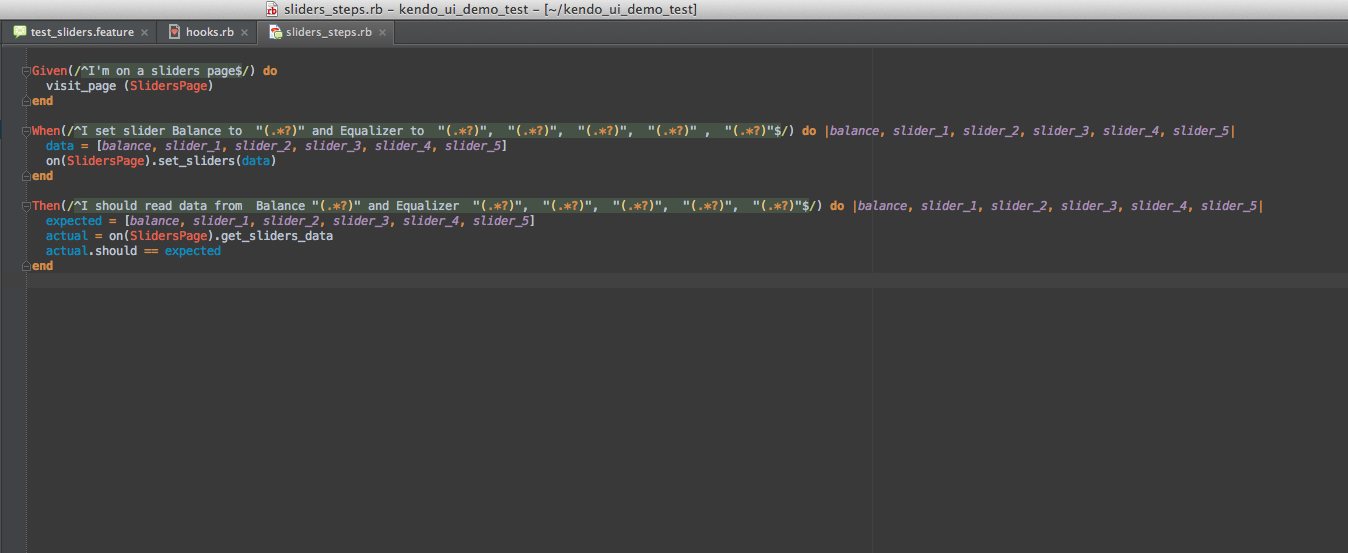 sliders_steps.rb – kendo_ui_demo_test – [~/kendo_ui_demo_test]
test_sliders.feature hooks.rb sliders_steps.rb
Given(/^I'm on a sliders page$/) do
  visit_page (SlidersPage)
end
When(/^I set slider Balance to  "(.*?)" and Equalizer to  "(.*?)",  "(.*?)",  "(.*?)",  "(.*?)" ,  "(.*?)"$/) do |balance, slider_1, slider_2, slider_3, slider_4, slider_5|
  data = [balance, slider_1, slider_2, slider_3, slider_4, slider_5]
  on(SlidersPage).set_sliders(data)
end
Then(/^I should read data from  Balance "(.*?)" and Equalizer  "(.*?)",  "(.*?)",  "(.*?)",  "(.*?)",  "(.*?)"$/) do |balance, slider_1, slider_2, slider_3, slider_4, slider_5|
  expected = [balance, slider_1, slider_2, slider_3, slider_4, slider_5]
  actual = on(SlidersPage).get_sliders_data
  actual.should == expected
end